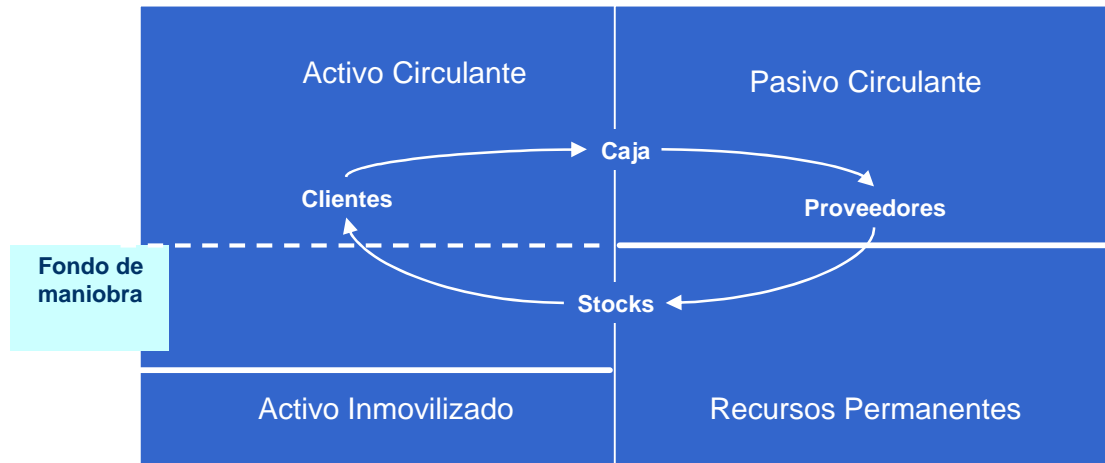 Activo Circulante
Pasivo Circulante
Caja
Clientes
Proveedores
Fondo de
maniobra
Stocks
Activo Inmovilizado
Recursos Permanentes